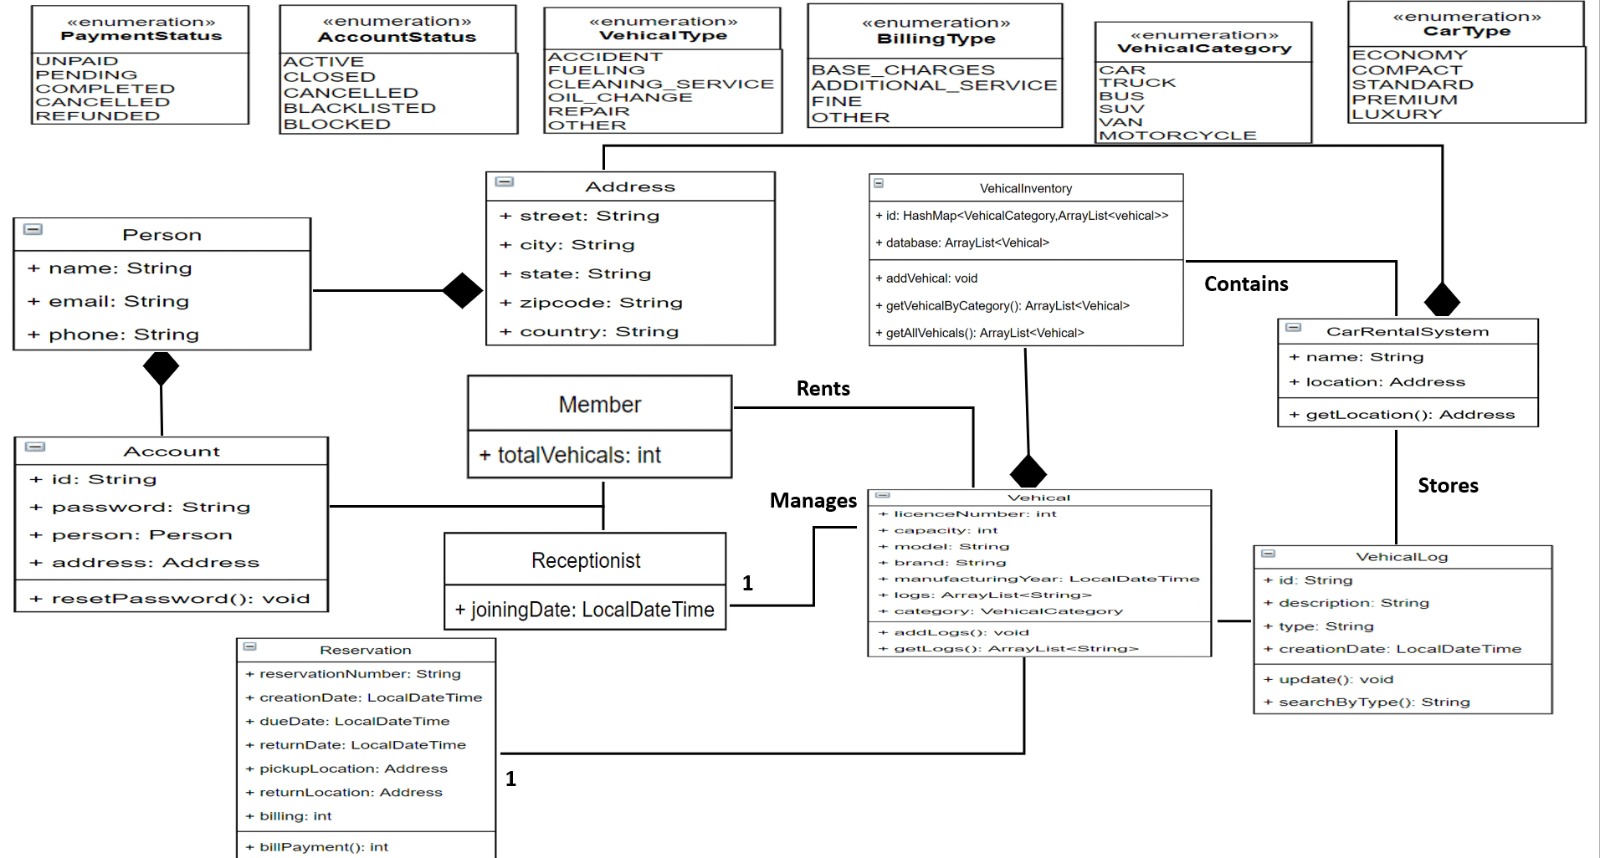 «enumeration»
PaymentStatus
UNPAID
PENDING
COMPLETED
CANCELLED
REFUNDED
«enumeration»
AccountStatus
ACTIVE
CLOSED
CANCELLED
BLACKLISTED
BLOCKED
«enumeration»
VehicalType
ACCIDENT
FUELING
CLEANING_SERVICE
OIL_CHANGE
REPAIR
OTHER
«enumeration»
BillingType
BASE_CHARGES
ADDITIONAL_SERVICE
FINE
OTHER
«enumeration»
VehicalCategory
CAR
TRUCK
BUS
SUV
VAN
MOTORCYCLE
«enumeration»
CarType
ECONOMY
COMPACT
STANDARD
PREMIUM
LUXURY
Person
+ name: String
+ email: String
+ phone: String
Address
+ street: String
+ city: String
+ state: String
+ zipcode: String
+ country: String
VehicalInventory
+ id: HashMap<VehicalCategory,ArrayList<vehical>>
+ database: ArrayList<Vehical>
+ addVehical: void
+ getVehicalByCategory(): ArrayList<Vehical>
+ getAllVehicals(): ArrayList<Vehical>
Contains
CarRentalSystem
+ name: String
+ location: Address
+ getLocation(): Address
Account
+ id: String
+ password: String
+ person: Person
+ address: Address
+ resetPassword(): void
Member
+ totalVehicals: int
Rents
Manages
Stores
Receptionist
+ joiningDate: LocalDateTime
1
Vehical
+ licenceNumber: int
+ capacity: int
+ model: String
+ brand: String
+ manufacturingYear: LocalDateTime
+ logs: ArrayList<String>
+ category: VehicalCategory
+ addLogs(): void
+ getLogs(): ArrayList<String>
VehicalLog
+ id: String
+ description: String
+ type: String
+ creationDate: LocalDateTime
+ update(): void
+ searchByType(): String
Reservation
+ reservationNumber: String
+ creationDate: LocalDateTime
+ dueDate: LocalDateTime
+ returnDate: LocalDateTime
+ pickupLocation: Address
+ returnLocation: Address
+ billing: int
+ billPayment(): int
1